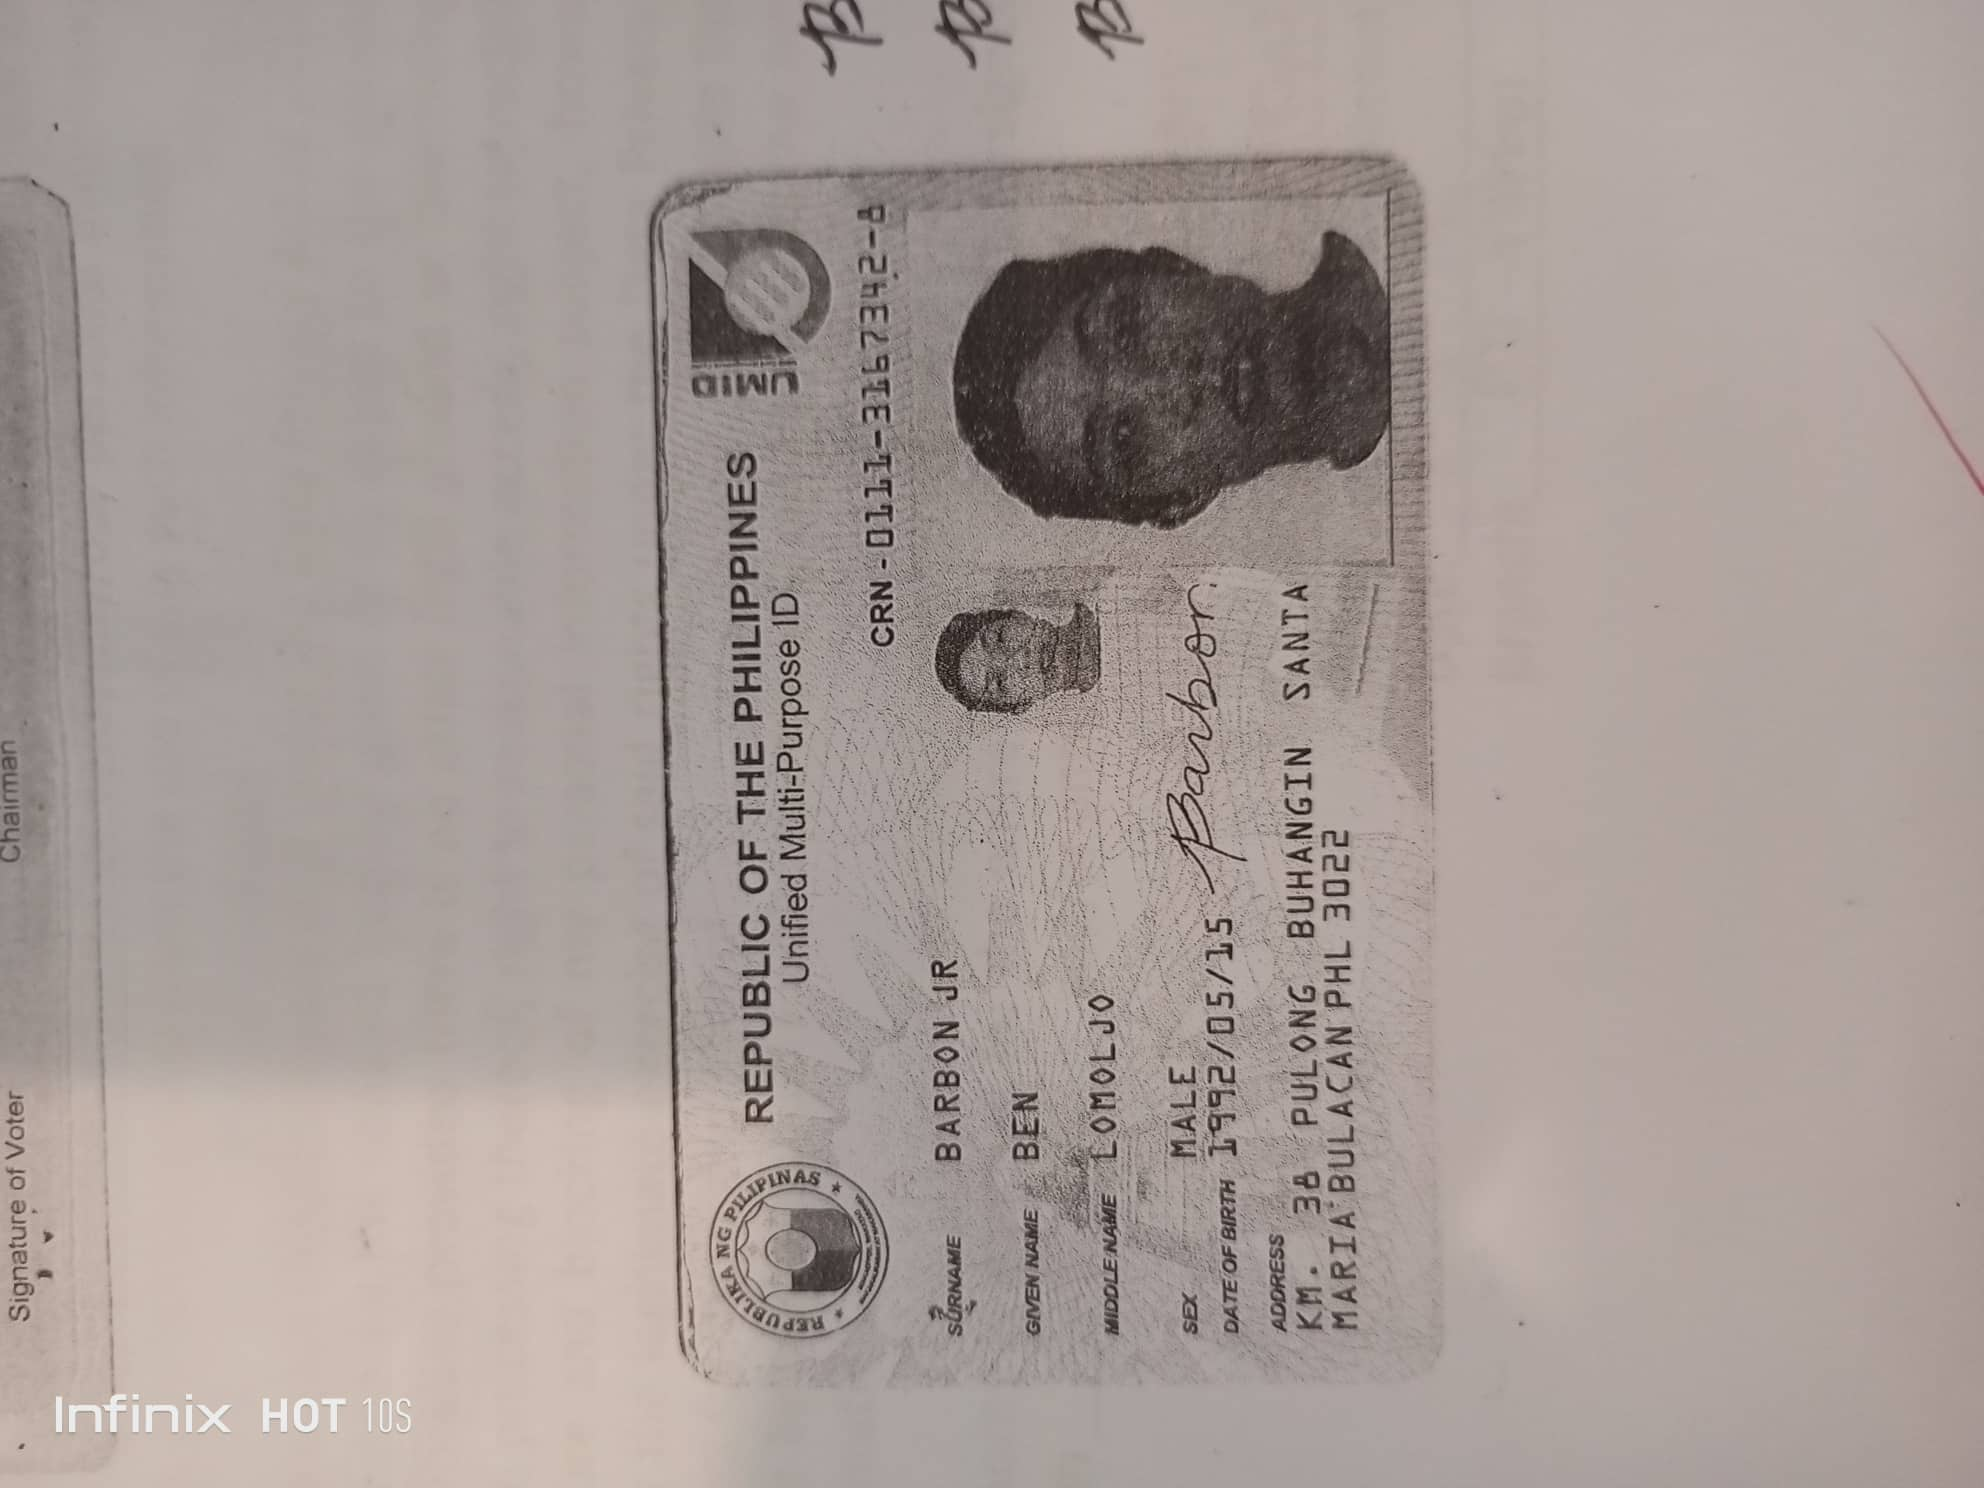 Signature of Voter
Chairman
REPUBLIKA NG PILIPINAS
REPUBLIC OF THE PHILIPPINES
Unified Multi-Purpose ID
UMID
CRN-0111-3167342-8
SURNAME BARBON JR
GIVEN NAME BEN
MIDDLE NAME LOMOLJO
SEX MALE
DATE OF BIRTH 1992/05/15
Barbon
ADDRESS
KM. 38 PULONG BUHANGIN SANTA
MARIA BULACAN PHL 3022
B
B
B
Infinix HOT 10S